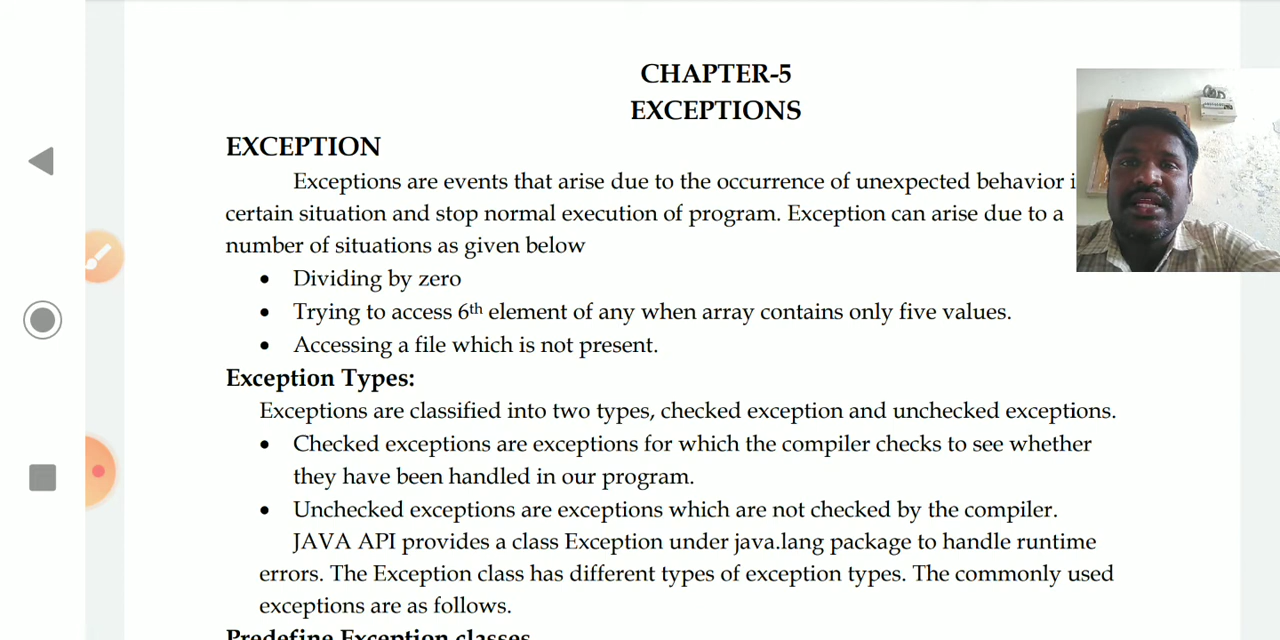 CHAPTER-5
EXCEPTIONS
EXCEPTION
Exceptions are events that arise due to the occurrence of unexpected behavior i
certain situation and stop normal execution of program. Exception can arise due to a
number of situations as given below
• Dividing by zero
• Trying to access 6th element of any when array contains only five values.
• Accessing a file which is not present.
Exception Types:
Exceptions are classified into two types, checked exception and unchecked exceptions.
• Checked exceptions are exceptions for which the compiler checks to see whether
they have been handled in our program.
• Unchecked exceptions are exceptions which are not checked by the compiler.
JAVA API provides a class Exception under java.lang package to handle runtime
errors. The Exception class has different types of exception types. The commonly used
exceptions are as follows.
Predefine Exception classes